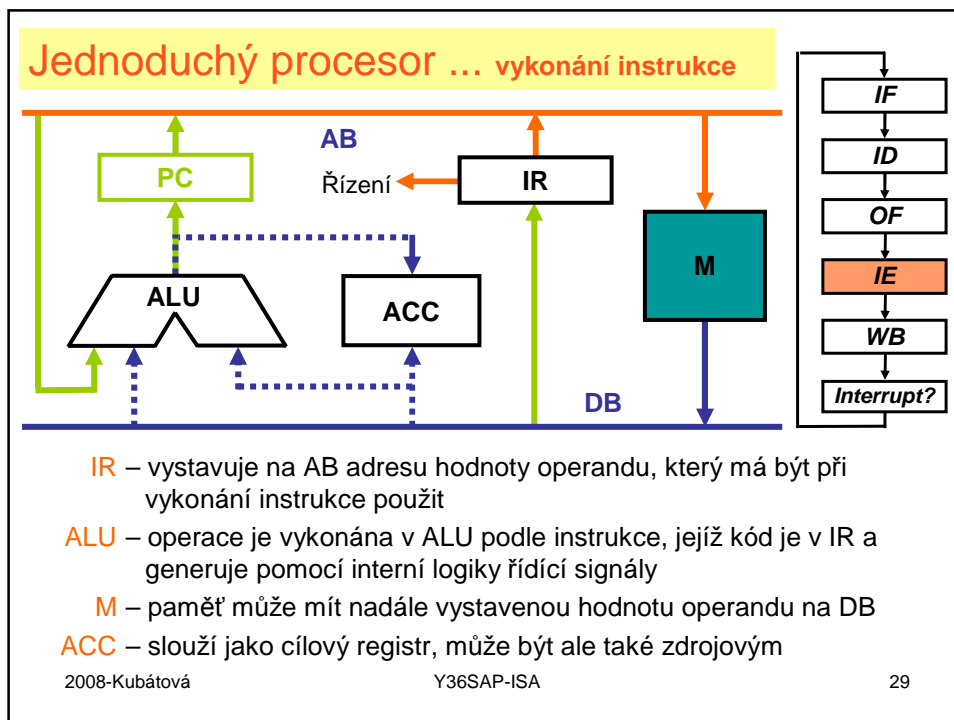 Jednoduchý procesor ... vykonání instrukce
AB
PC
Řízení
IR
ALU
ACC
M
DB
IF
ID
OF
IE
WB
Interrupt?
IR – vystavuje na AB adresu hodnoty operandu, který má být při
vykonání instrukce použit
ALU – operace je vykonána v ALU podle instrukce, jejíž kód je v IR a
generuje pomocí interní logiky řídící signály
M – paměť může mít nadále vystavenou hodnotu operandu na DB
ACC – slouží jako cílový registr, může být ale také zdrojovým
2008-Kubátová
Y36SAP-ISA
29